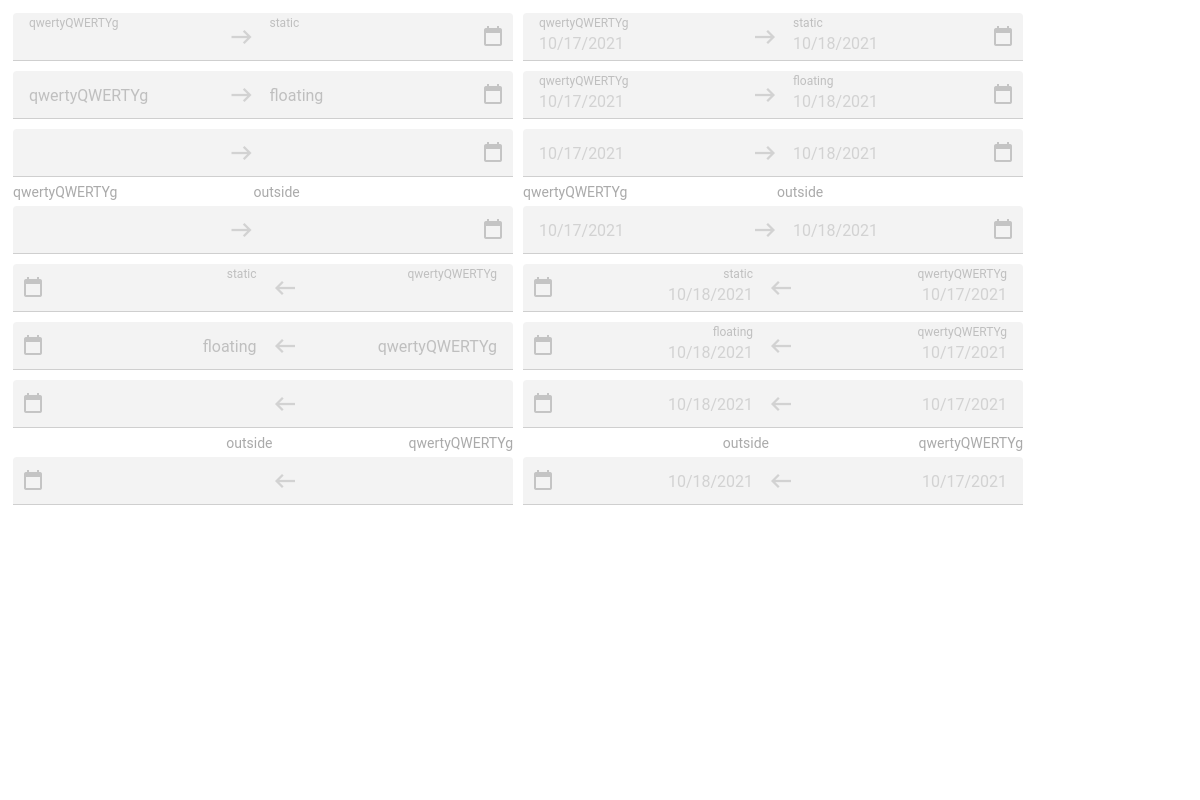 qwertyQWERTYg static qwertyQWERTYg static
10/17/2021 10/18/2021
qwertyQWERTYg floating qwertyQWERTYg floating
10/17/2021 10/18/2021
10/17/2021 10/18/2021
qwertyQWERTYg outside qwertyQWERTYg outside
10/17/2021 10/18/2021
static qwertyQWERTYg static qwertyQWERTYg
10/18/2021 10/17/2021
floating qwertyQWERTYg floating qwertyQWERTYg
10/18/2021 10/17/2021
10/18/2021 10/17/2021
outside qwertyQWERTYg outside qwertyQWERTYg
10/18/2021 10/17/2021